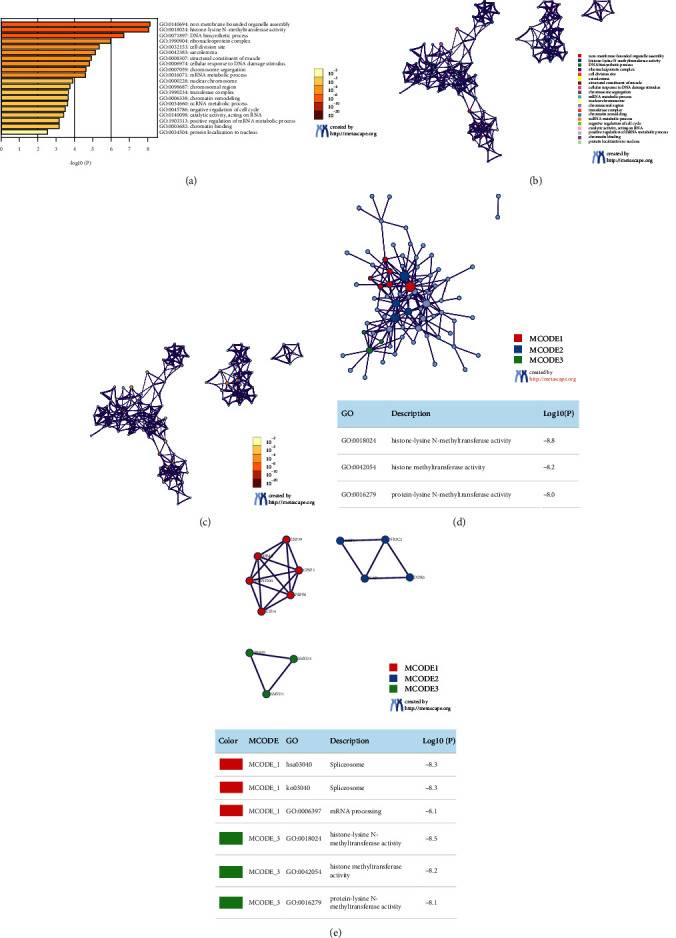 GO:0140694: non-membrane-bounded organelle assembly
GO:0018024: histone-lysine N-methyltransferase activity
GO:0071897: DNA biosynthetic process
GO:1990904: ribonucleoprotein complex
GO:0032153: cell division site
GO:0042383: sarcolemma
GO:0008307: structural constituent of muscle
GO:0006974: cellular response to DNA damage stimulus
GO:0007059: chromosome segregation
GO:0016071: mRNA metabolic process
GO:0000228: nuclear chromosome
GO:0098687: chromosomal region
GO:1990234: transferase complex
GO:0006338: chromatin remodeling
GO:0034660: ncRNA metabolic process
GO:0045786: negative regulation of cell cycle
GO:0140098: catalytic activity, acting on RNA
GO:1903313: positive regulation of mRNA metabolic process
GO:0003682: chromatin binding
GO:0034504: protein localization to nucleus
0 1 2 3 4 5 6 7 8
-log10 (P)
created by
http://metascape.org
(a)
non-membrane-bounded organelle assembly
histone-lysine N-methyltransferase activity
DNA biosynthetic process
ribonucleoprotein complex
cell division site
sarcolemma
structural constituent of muscle
cellular response to DNA damage stimulus
chromosome segregation
mRNA metabolic process
nuclear chromosome
chromosomal region
transferase complex
chromatin remodeling
ncRNA metabolic process
negative regulation of cell cycle
catalytic activity, acting on RNA
positive regulation of mRNA metabolic process
chromatin binding
protein localization to nucleus
created by
http://metascape.org
(b)
created by
http://metascape.org
(c)
MCODE1
MCODE2
MCODE3
created by
http://metascape.org
GO Description Log10(P)
GO:0018024 histone-lysine N-methyltransferase activity –8.8
GO:0042054 histone methyltransferase activity –8.2
GO:0016279 protein-lysine N-methyltransferase activity –8.0
(d)
MCODE1
MCODE2
MCODE3
created by
http://metascape.org
Color MCODE GO Description Log10 (P)
MCODE_1 hsa03040 Spliceosome –8.3
MCODE_1 ko03040 Spliceosome –8.3
MCODE_1 GO:0006397 mRNA processing –8.1
MCODE_3 GO:0018024 histone-lysine N-
methyltransferase activity –8.5
MCODE_3 GO:0042054 histone methyltransferase
activity –8.2
MCODE_3 GO:0016279 protein-lysine N-
methyltransferase activity –8.1
(e)